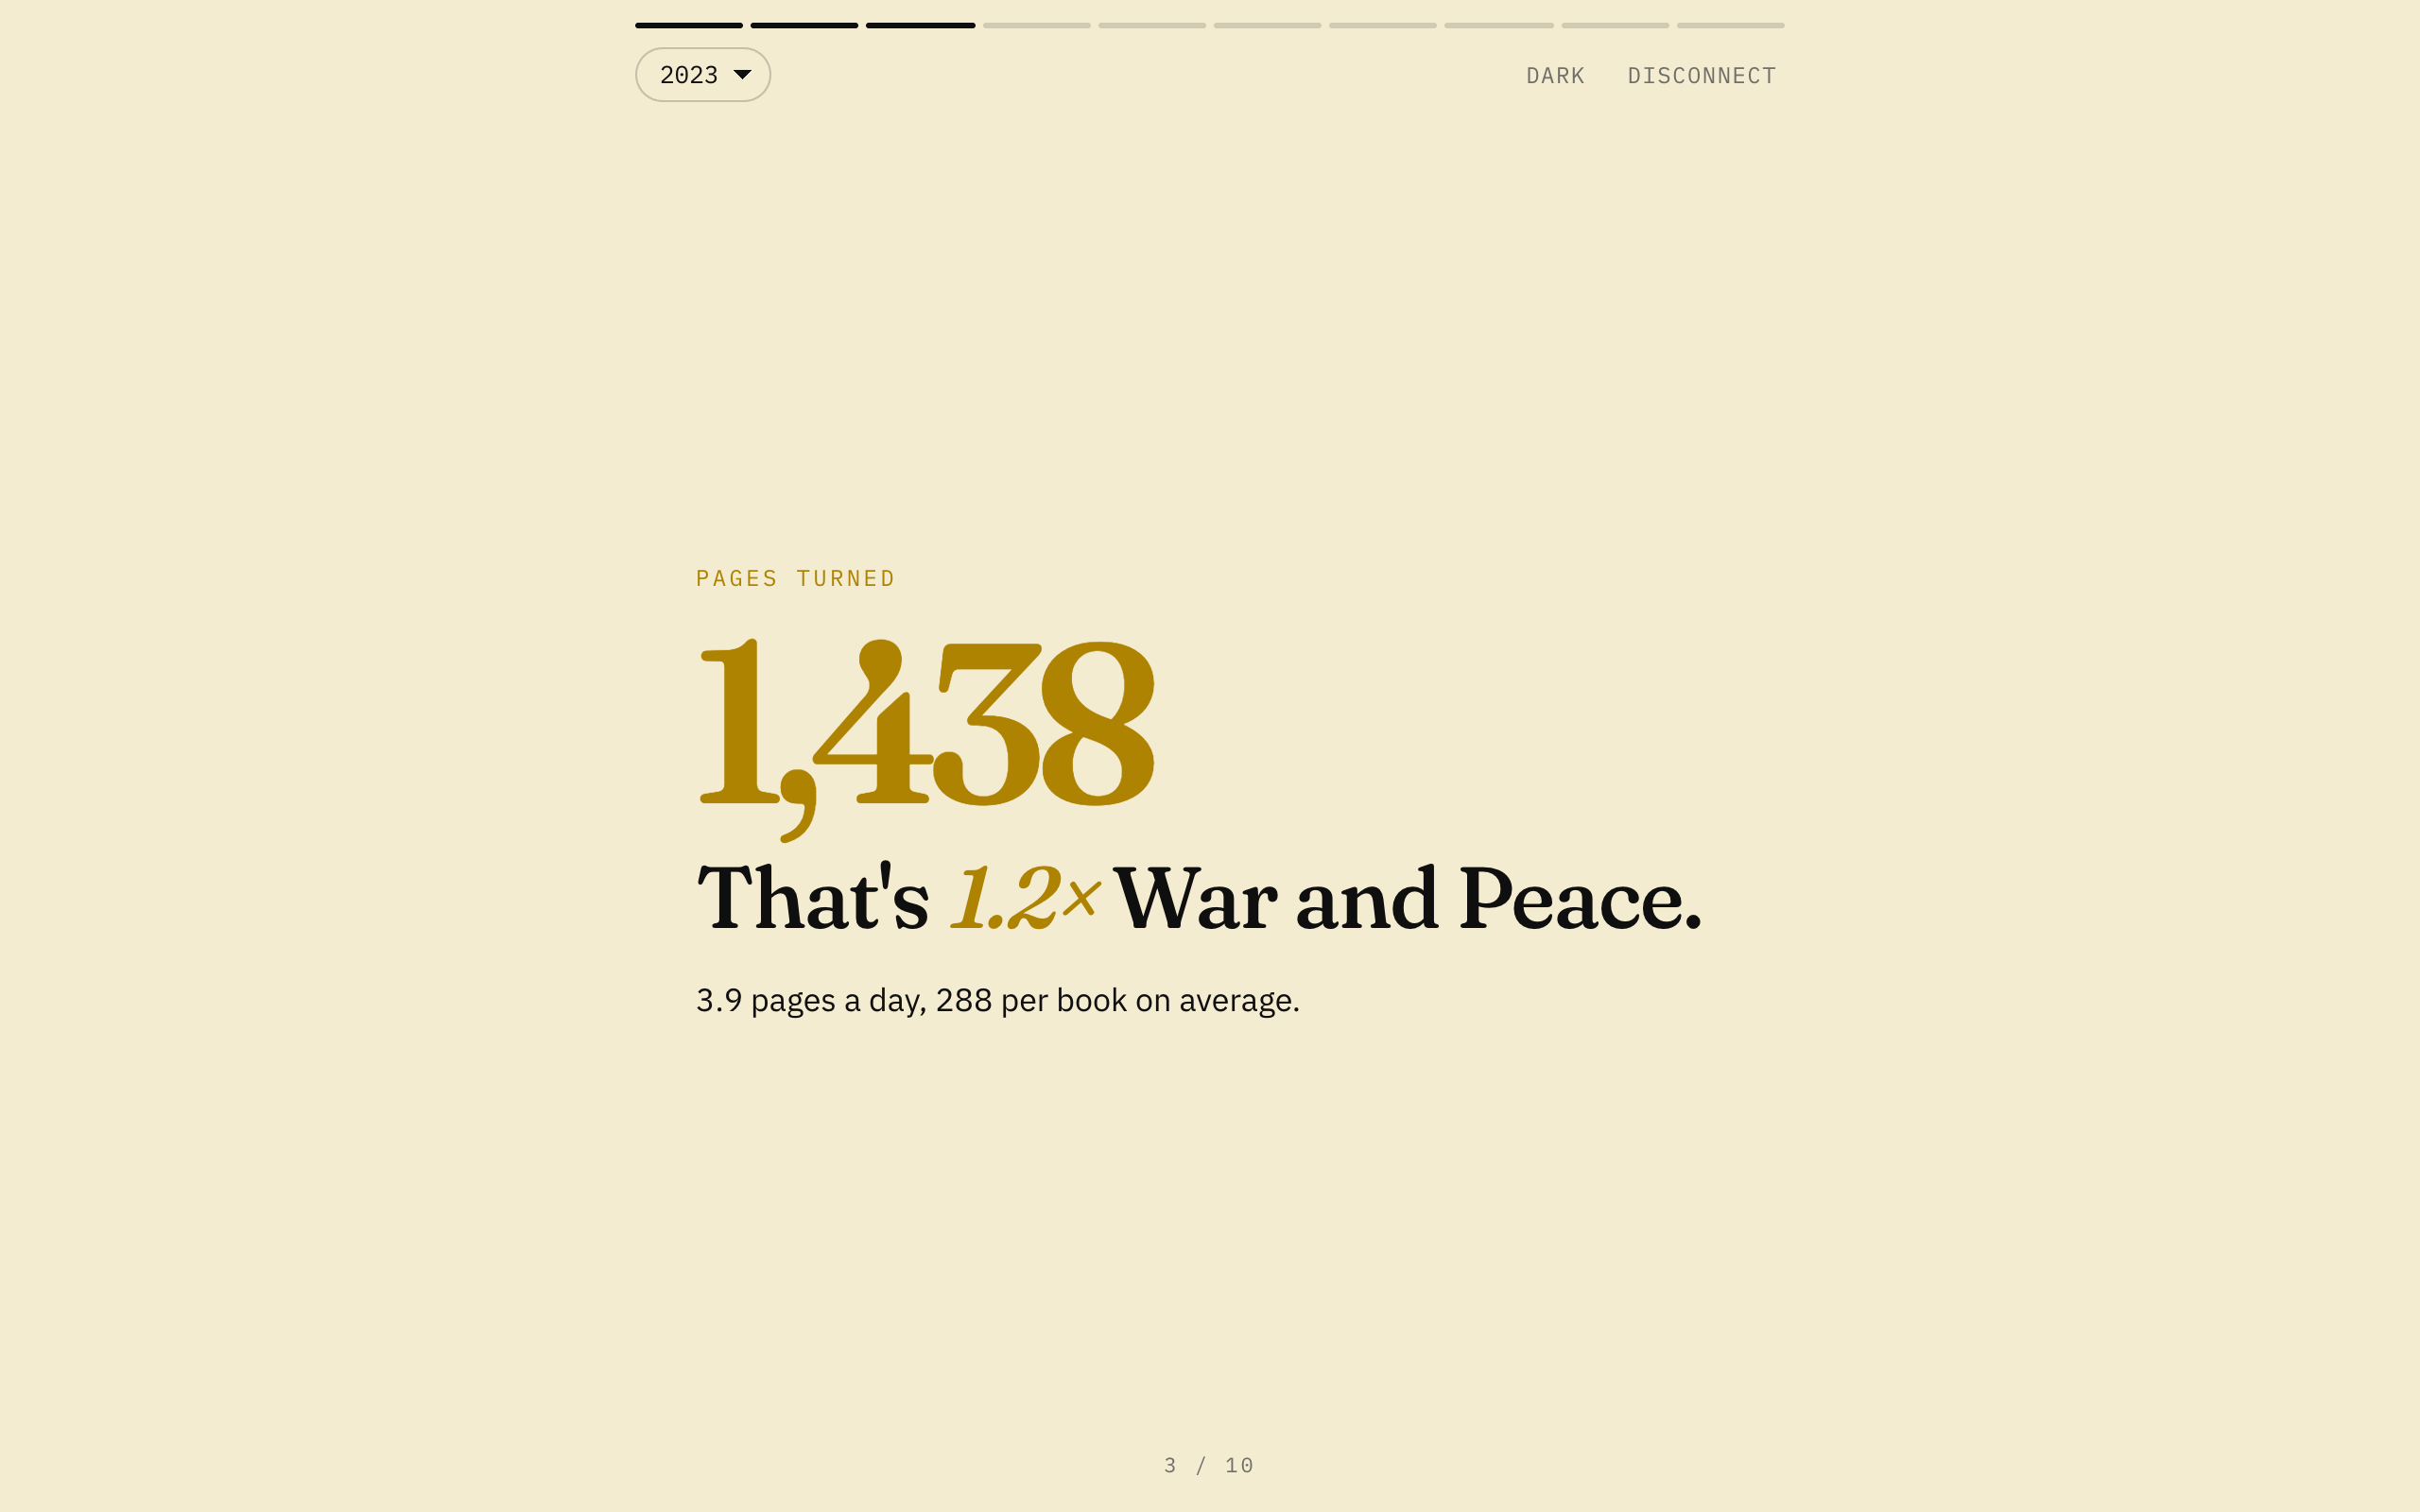 2023
DARK DISCONNECT
PAGES TURNED
1,438
That's 1.2× War and Peace.
3.9 pages a day, 288 per book on average.
3 / 10